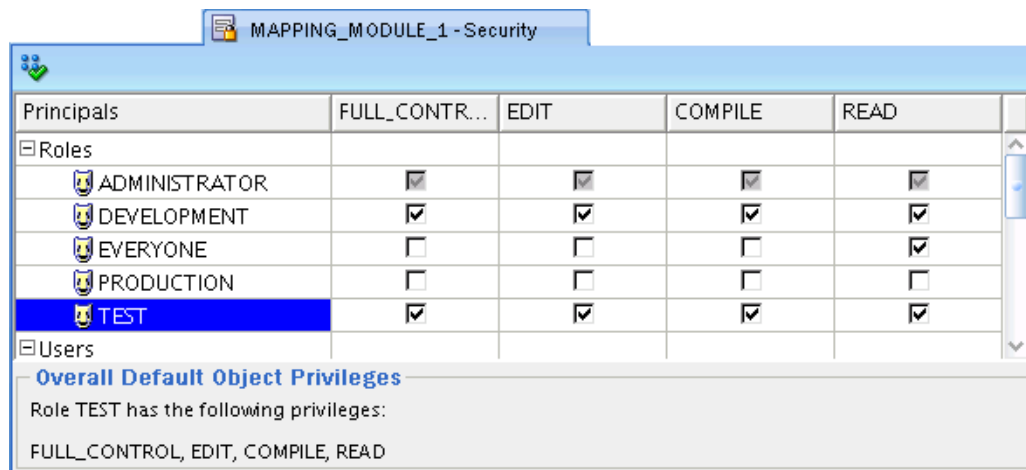 MAPPING_MODULE_1 - Security
Principals FULL_CONTR... EDIT COMPILE READ
Roles
ADMINISTRATOR
DEVELOPMENT
EVERYONE
PRODUCTION
TEST
Users
Overall Default Object Privileges
Role TEST has the following privileges:
FULL_CONTROL, EDIT, COMPILE, READ